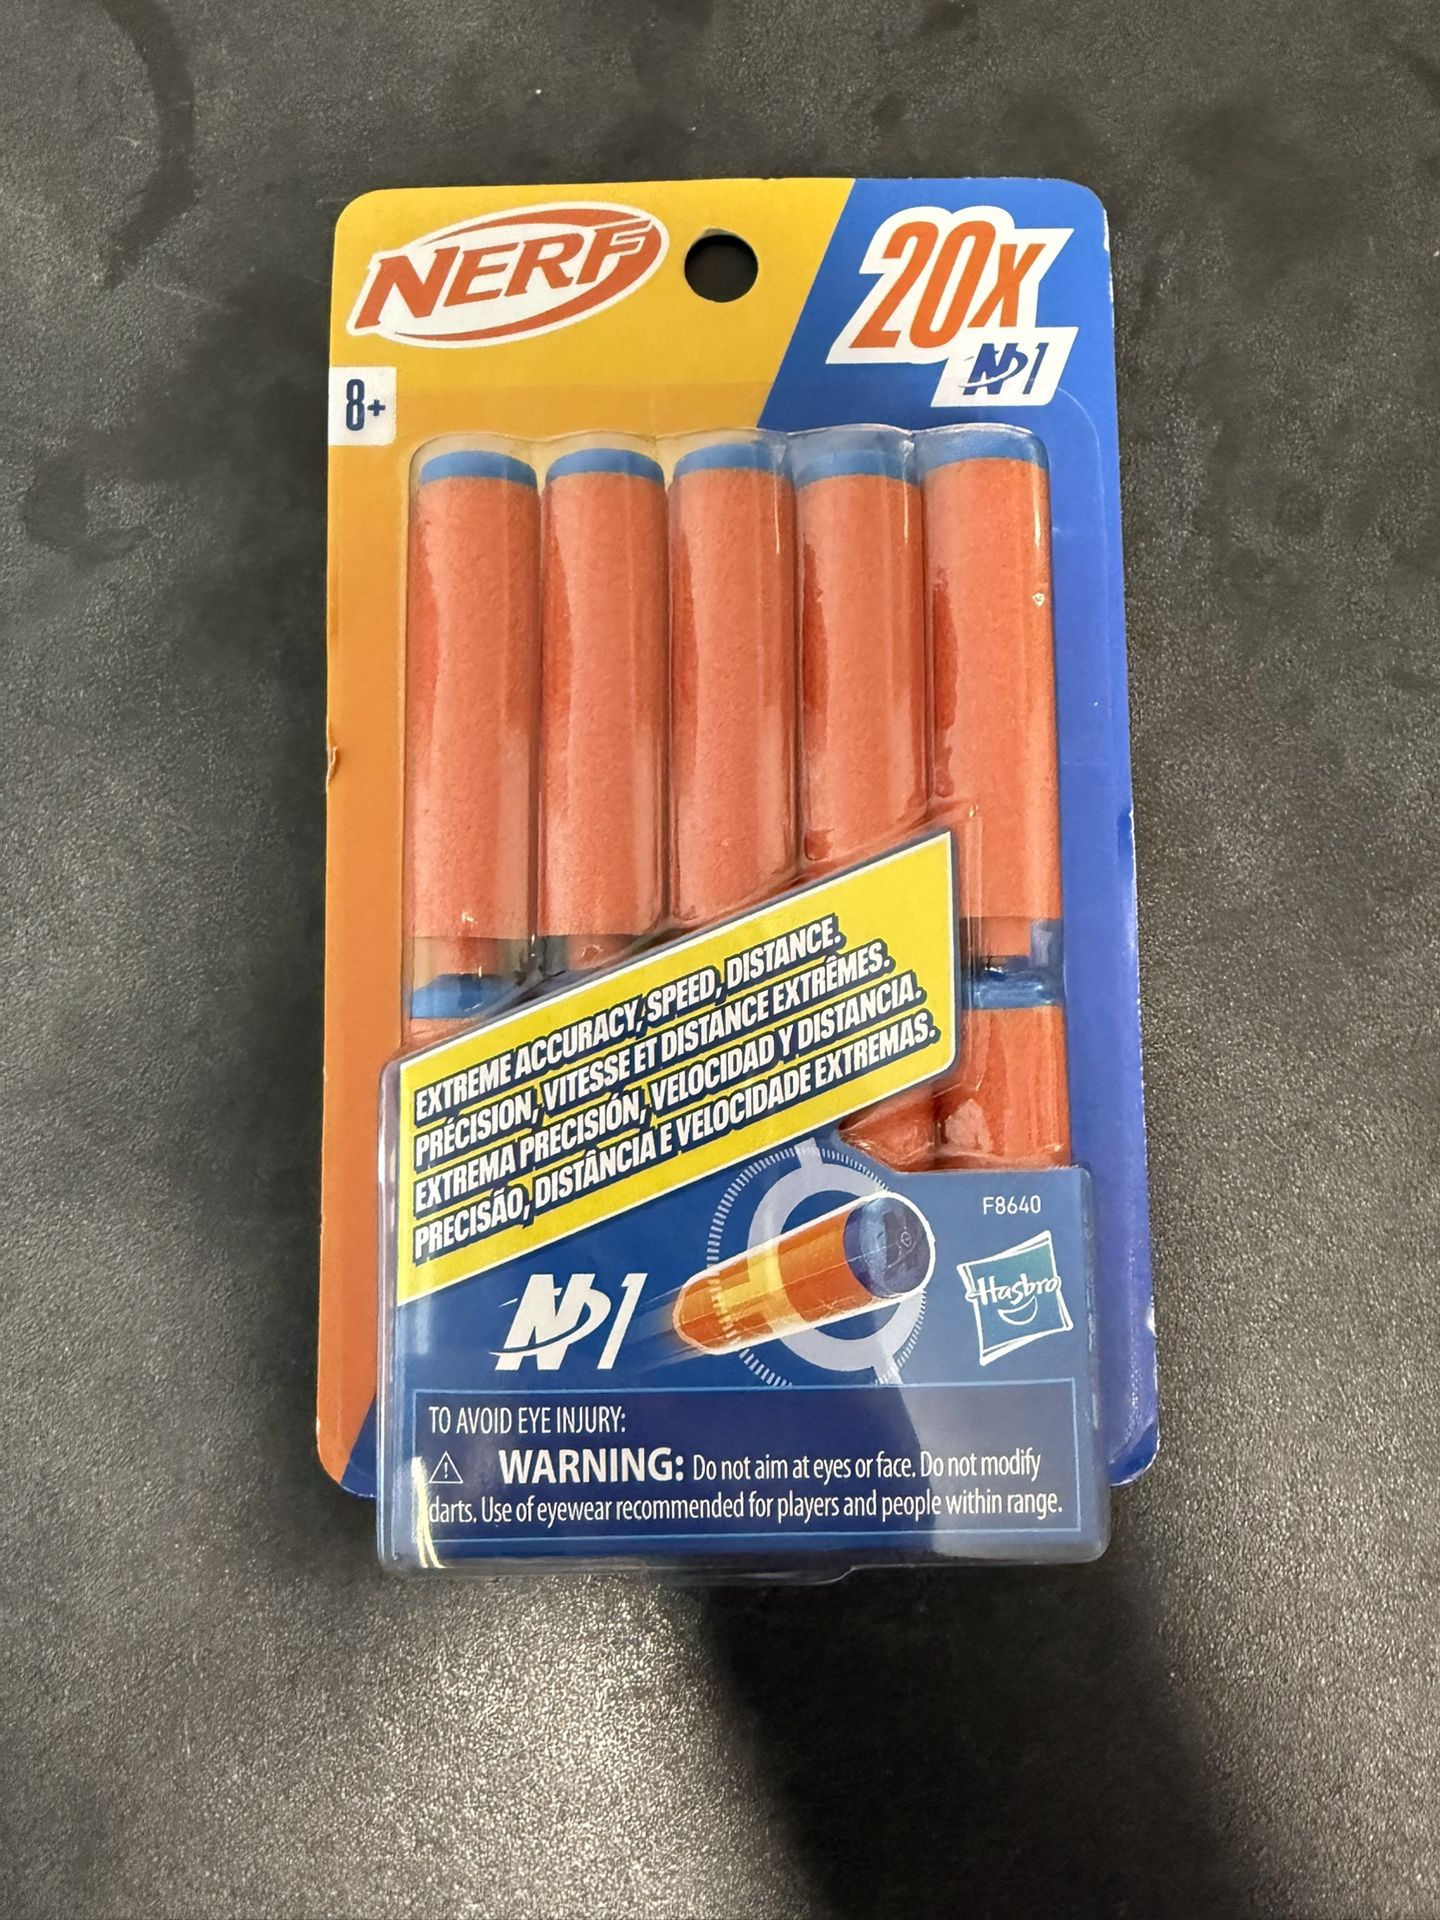 NERF
20x
N1
8+
EXTREME ACCURACY, SPEED, DISTANCE.
PRÉCISION, VITESSE ET DISTANCE EXTRÊMES.
EXTREMA PRECISIÓN, VELOCIDAD Y DISTANCIA.
PRECISÃO, DISTÂNCIA E VELOCIDADE EXTREMAS.
F8640
N1
Hasbro
TO AVOID EYE INJURY:
WARNING: Do not aim at eyes or face. Do not modify
darts. Use of eyewear recommended for players and people within range.